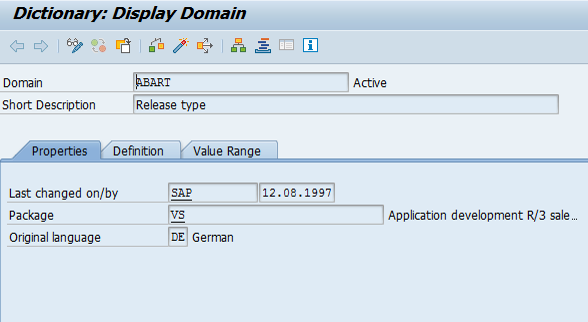 Dictionary: Display Domain
Domain ABART Active
Short Description Release type
Properties Definition Value Range
Last changed on/by SAP 12.08.1997
Package VS Application development R/3 sale...
Original language DE German